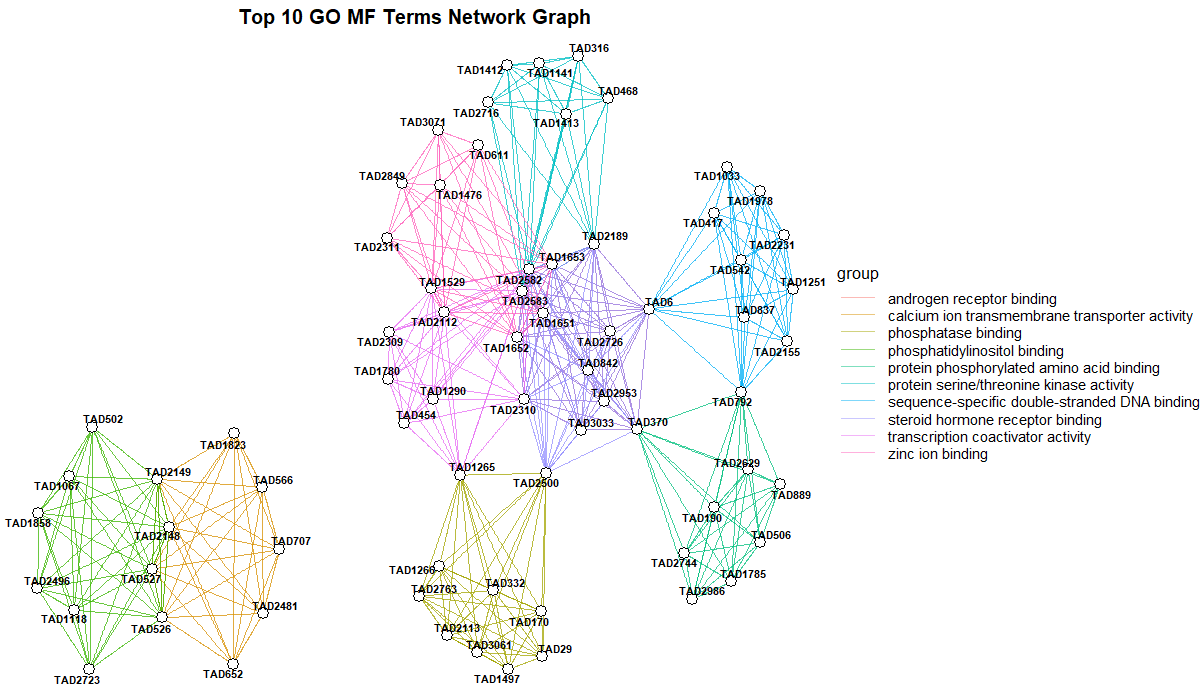 Top 10 GO MF Terms Network Graph
TAD316
TAD1412
TAD1141
TAD468
TAD2716
TAD1413
TAD3071
TAD611
TAD2849
TAD1476
TAD1033
TAD1978
TAD417
TAD2231
TAD2311
TAD2189
TAD1653
TAD542
TAD1529
TAD2582
TAD1251
TAD2583
TAD6
TAD837
TAD2112
TAD1651
TAD2309
TAD1652
TAD2726
TAD2155
TAD842
TAD1780
TAD1290
TAD2953
TAD792
TAD2310
TAD454
TAD3033
TAD370
TAD502
TAD1823
TAD2149
TAD1265
TAD2500
TAD2629
TAD1067
TAD566
TAD889
TAD1858
TAD2148
TAD190
TAD707
TAD506
TAD2496
TAD527
TAD1266
TAD2744
TAD2763
TAD332
TAD1785
TAD2986
TAD2481
TAD1118
TAD526
TAD2113
TAD170
TAD3061
TAD29
TAD652
TAD2723
TAD1497
group
androgen receptor binding
calcium ion transmembrane transporter activity
phosphatase binding
phosphatidylinositol binding
protein phosphorylated amino acid binding
protein serine/threonine kinase activity
sequence-specific double-stranded DNA binding
steroid hormone receptor binding
transcription coactivator activity
zinc ion binding